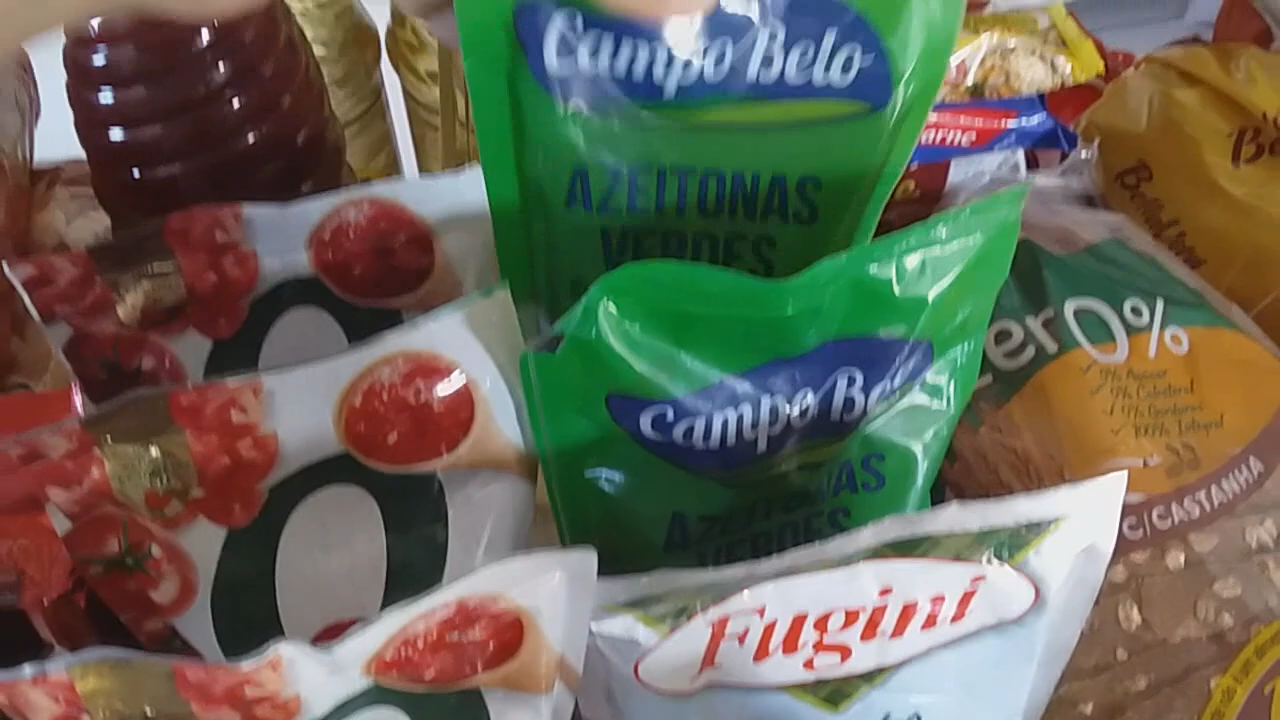 Campo Belo
AZEITONAS
VERDES
arne
zer0%
0% Açúcar
0% Colesterol
0% Gorduras
100% Integral
C/CASTANHA
Campo Be
AZEITONAS
VERDES
Fugini